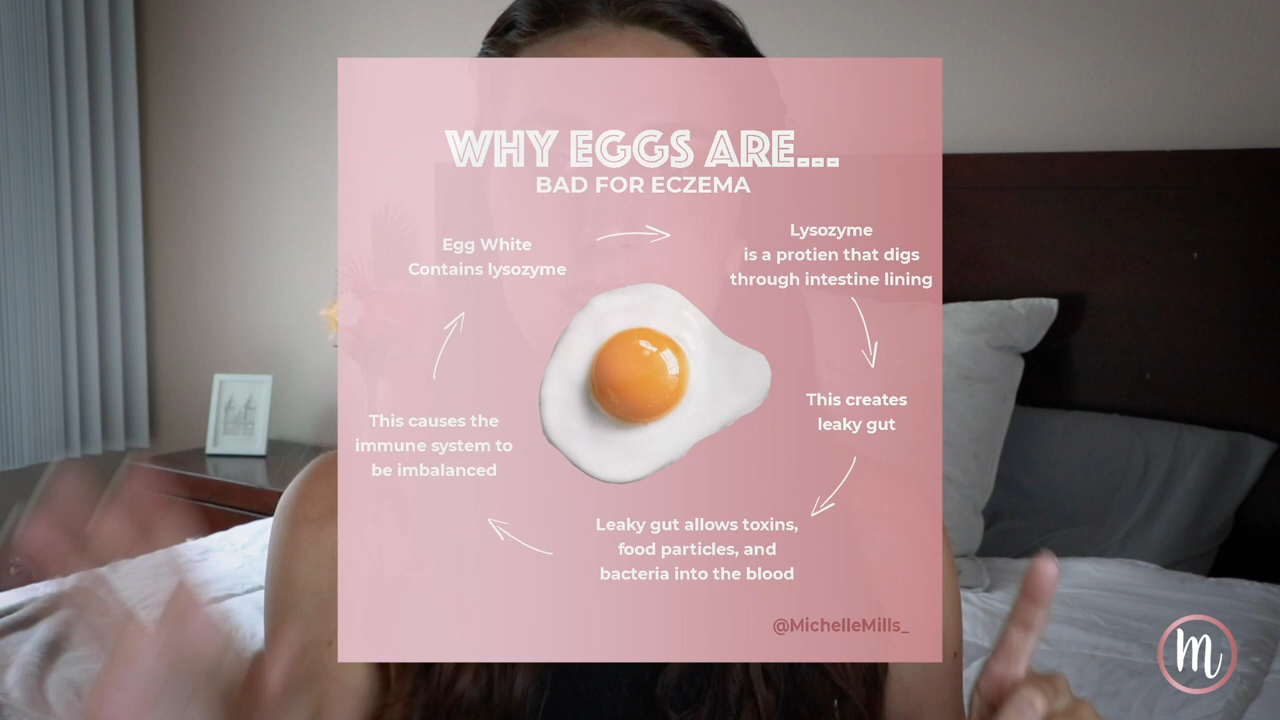 WHY EGGS ARE...
BAD FOR ECZEMA
Egg White
Contains lysozyme
Lysozyme
is a protien that digs
through intestine lining
This creates
leaky gut
Leaky gut allows toxins,
food particles, and
bacteria into the blood
This causes the
immune system to
be imbalanced
@MichelleMills_
m